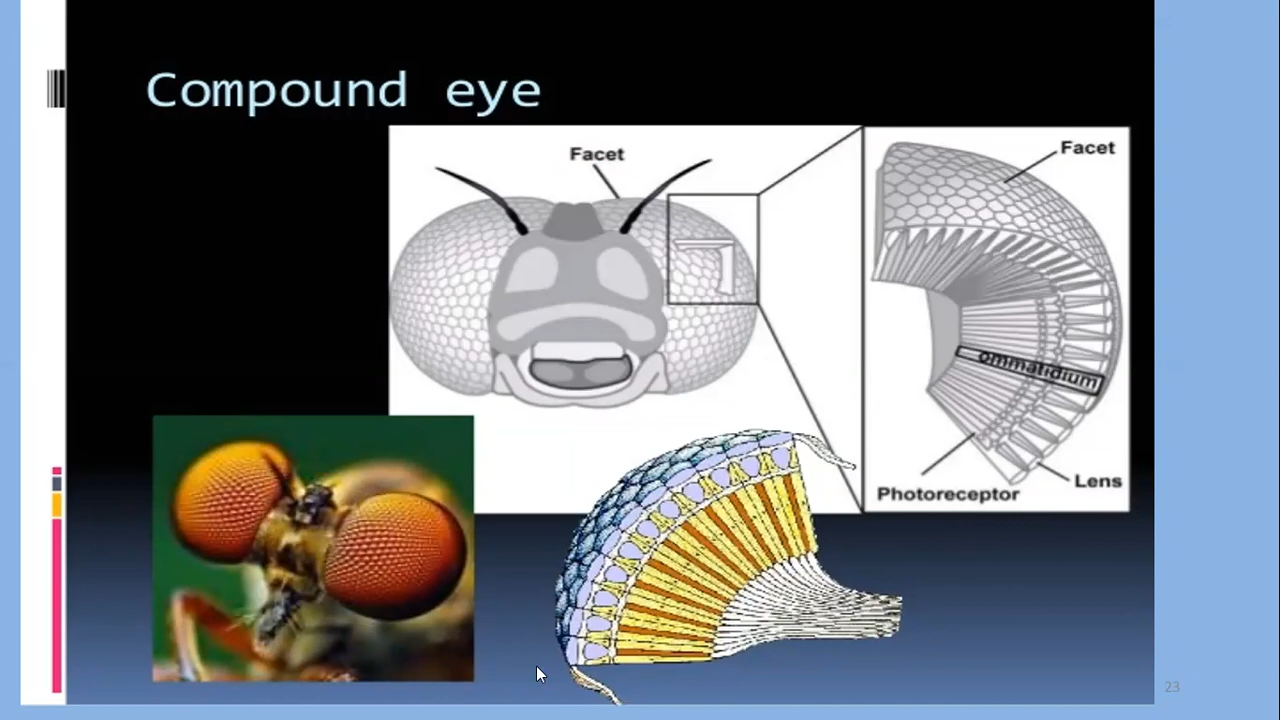 Compound eye
Facet
Facet
ommatidium
Lens
Photoreceptor
23